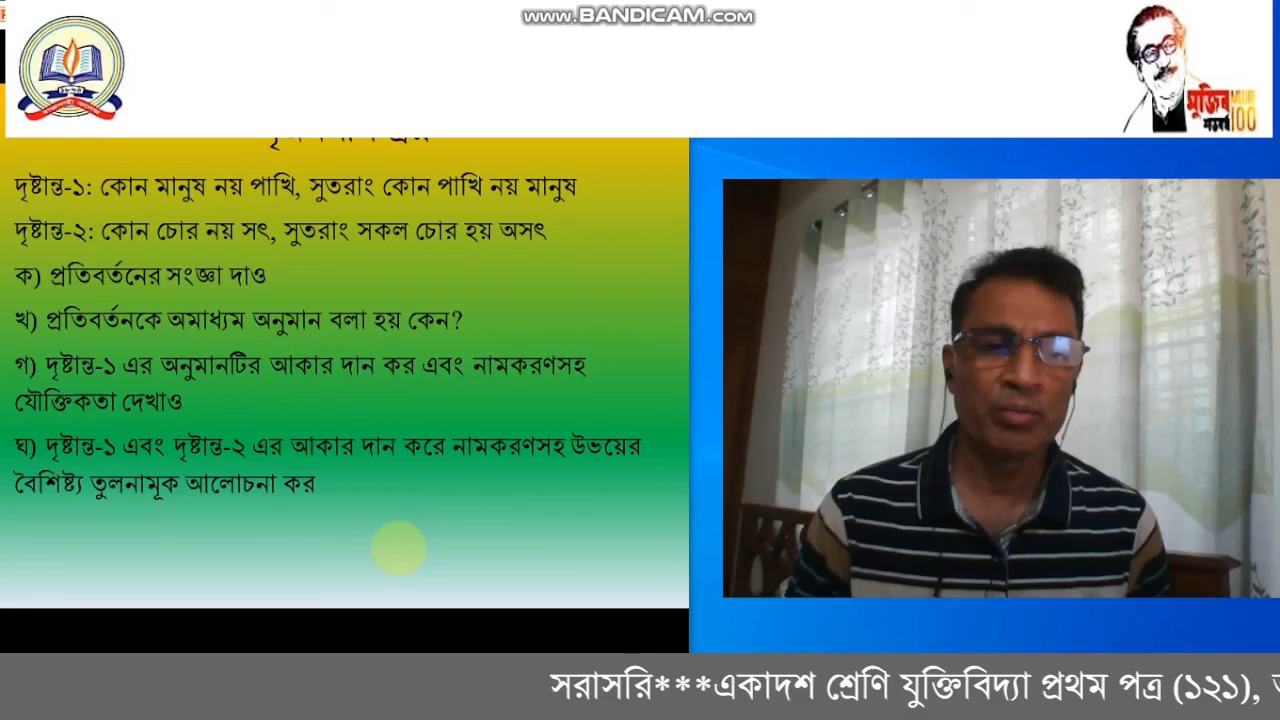 www.BANDICAM.com
মুজিব
শতবর্ষ
100
দৃষ্টান্ত-১: কোন মানুষ নয় পাখি, সুতরাং কোন পাখি নয় মানুষ
দৃষ্টান্ত-২: কোন চোর নয় সৎ, সুতরাং সকল চোর হয় অসৎ
ক) প্রতিবর্তনের সংজ্ঞা দাও
খ) প্রতিবর্তনকে অমাধ্যম অনুমান বলা হয় কেন?
গ) দৃষ্টান্ত-১ এর অনুমানটির আকার দান কর এবং নামকরণসহ
যৌক্তিকতা দেখাও
ঘ) দৃষ্টান্ত-১ এবং দৃষ্টান্ত-২ এর আকার দান করে নামকরণসহ উভয়ের
বৈশিষ্ট্য তুলনামূক আলোচনা কর
সরাসরি***একাদশ শ্রেণি যুক্তিবিদ্যা প্রথম পত্র (১২১),